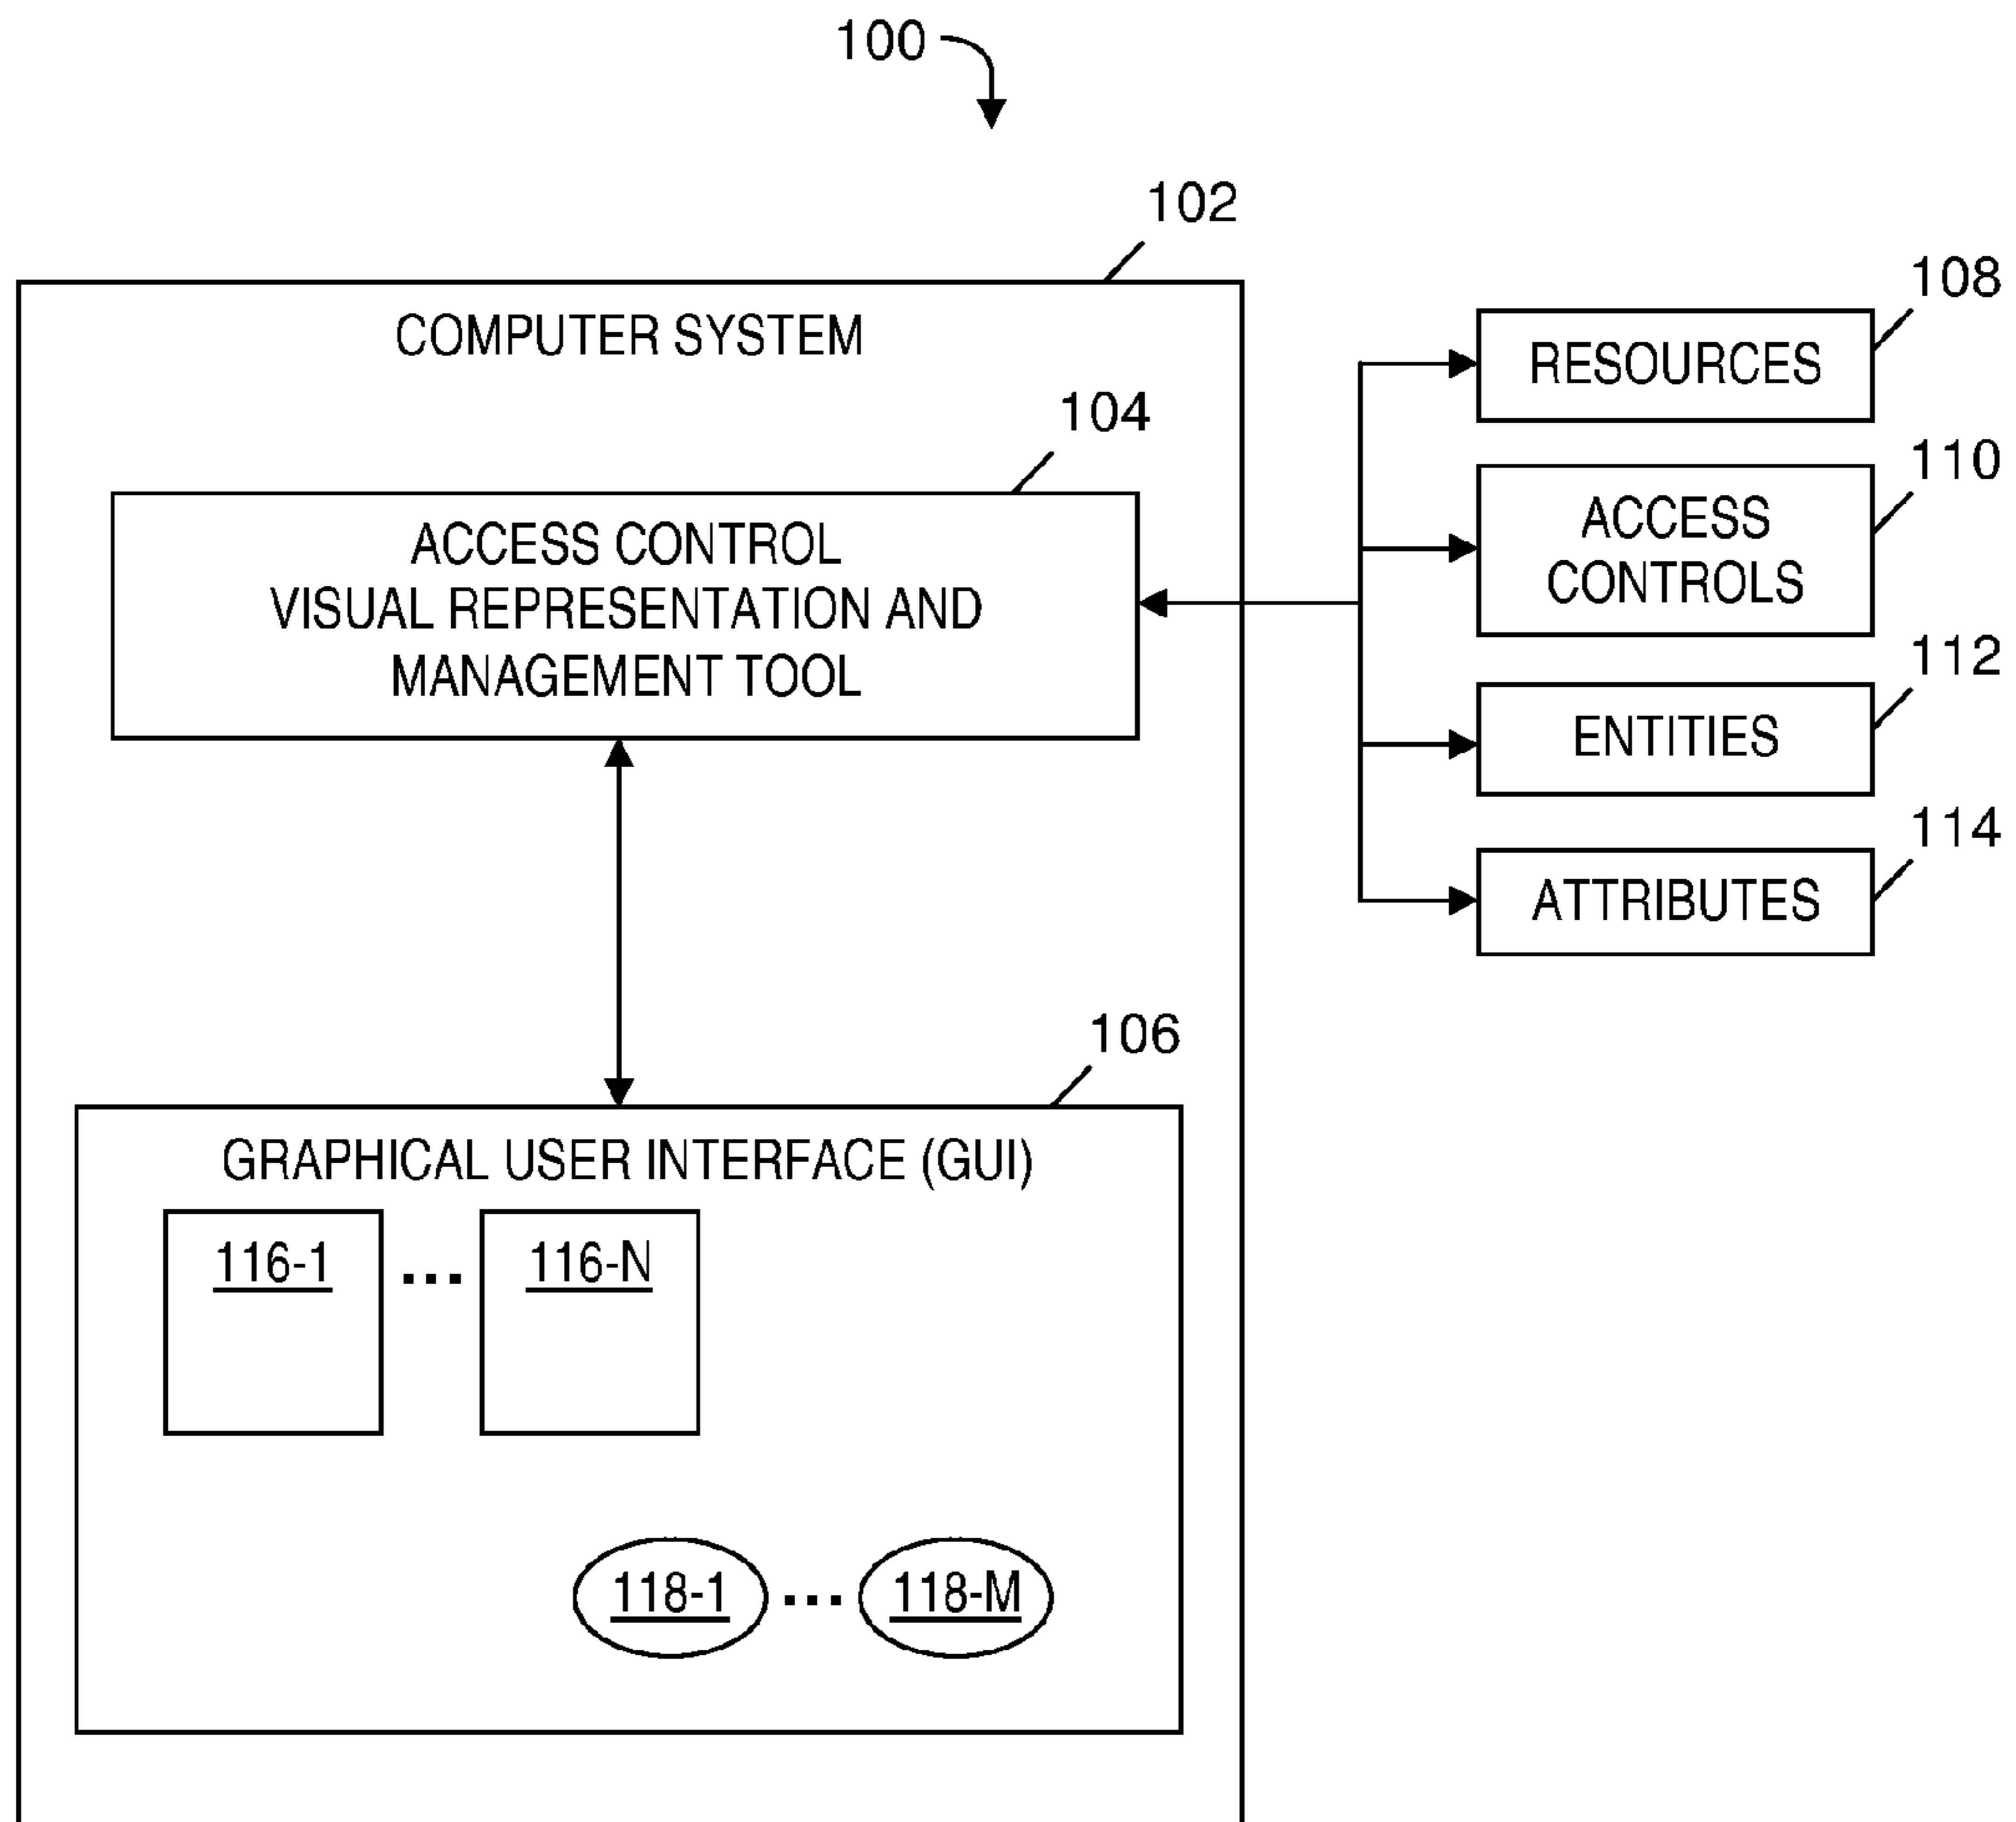 100
102
COMPUTER SYSTEM
104
ACCESS CONTROL
VISUAL REPRESENTATION AND
MANAGEMENT TOOL
108
RESOURCES
110
ACCESS
CONTROLS
112
ENTITIES
114
ATTRIBUTES
106
GRAPHICAL USER INTERFACE (GUI)
116-1 ... 116-N
118-1 ... 118-M